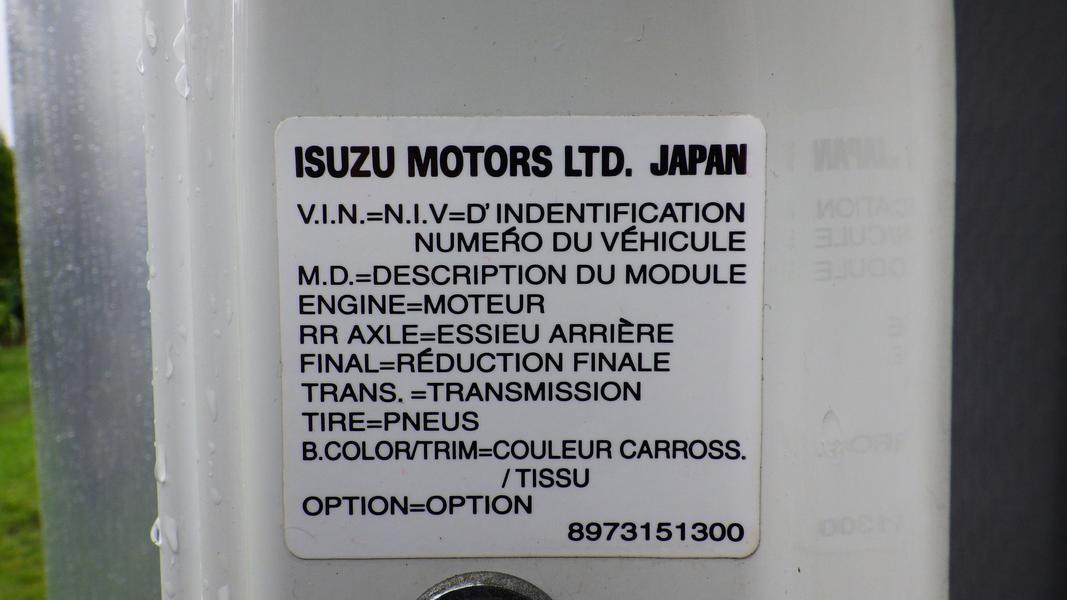 ISUZU MOTORS LTD. JAPAN
V.I.N.=N.I.V=D' INDENTIFICATION
NUMÉRO DU VÉHICULE
M.D.=DESCRIPTION DU MODULE
ENGINE=MOTEUR
RR AXLE=ESSIEU ARRIÈRE
FINAL=RÉDUCTION FINALE
TRANS. =TRANSMISSION
TIRE=PNEUS
B.COLOR/TRIM=COULEUR CARROSS.
/ TISSU
OPTION=OPTION
8973151300